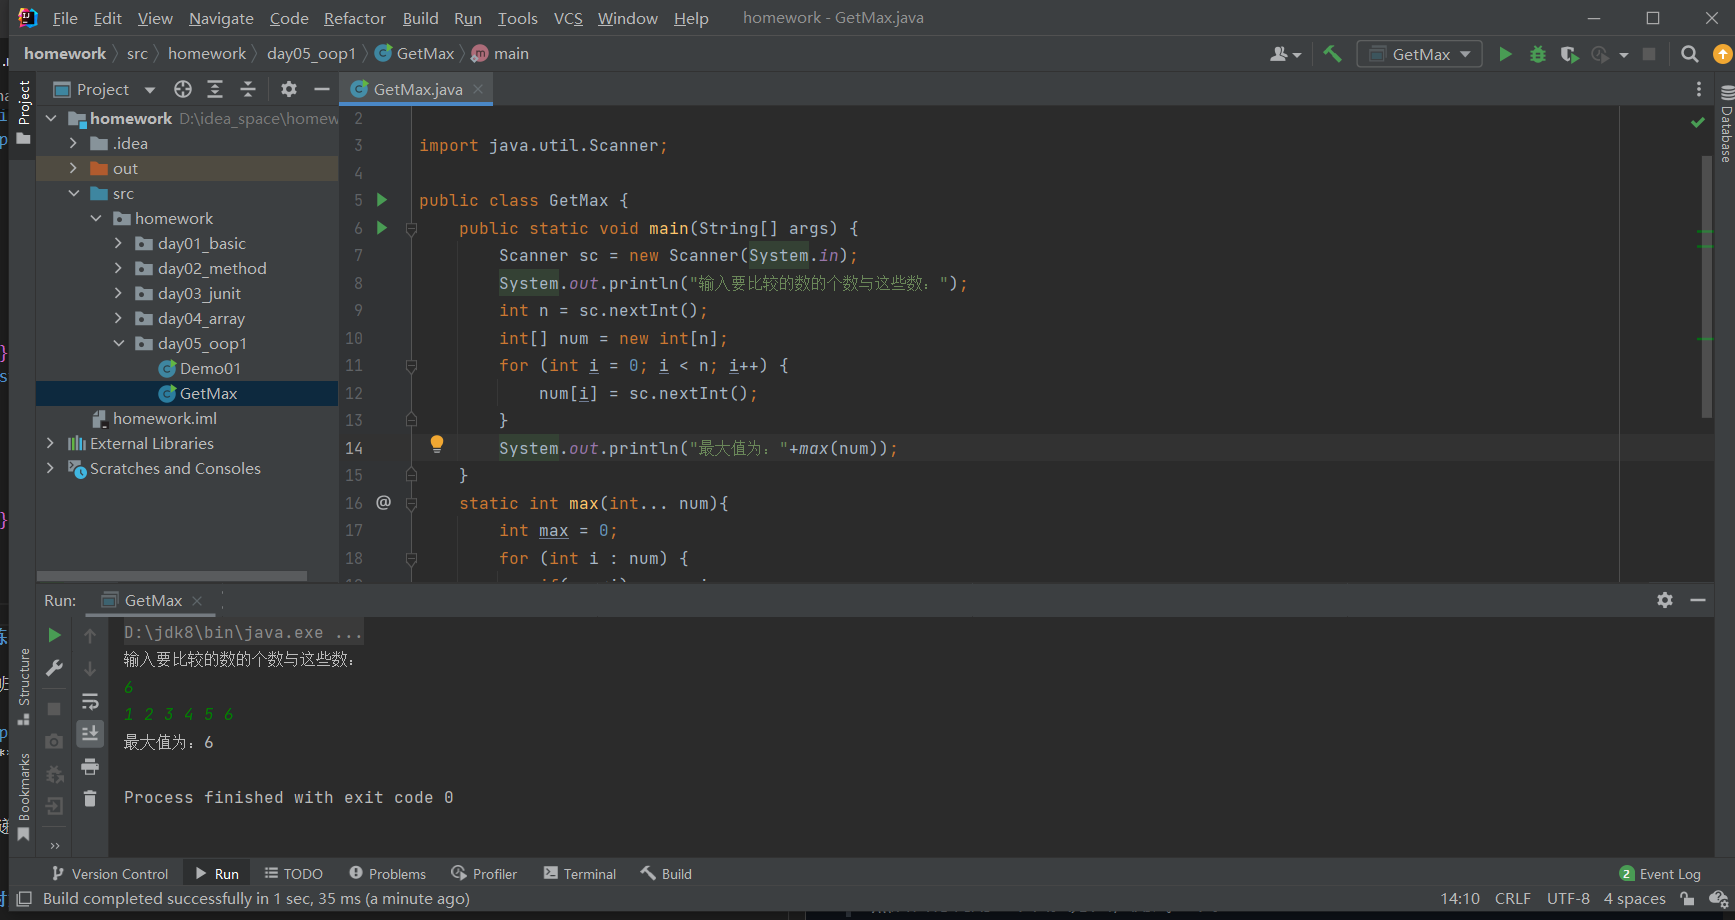 File Edit View Navigate Code Refactor Build Run Tools VCS Window Help homework - GetMax.java
homework src homework day05_oop1 GetMax main
GetMax
Project
GetMax.java
homework D:\idea_space\homew
.idea
out
src
homework
day01_basic
day02_method
day03_junit
day04_array
day05_oop1
Demo01
GetMax
homework.iml
External Libraries
Scratches and Consoles
Project
Structure
Bookmarks
Database
2
3 import java.util.Scanner;
4
5 public class GetMax {
6 public static void main(String[] args) {
7 Scanner sc = new Scanner(System.in);
8 System.out.println("输入要比较的数的个数与这些数：");
9 int n = sc.nextInt();
10 int[] num = new int[n];
11 for (int i = 0; i < n; i++) {
12 num[i] = sc.nextInt();
13 }
14 System.out.println("最大值为："+max(num));
15 }
16 @ static int max(int... num){
17 int max = 0;
18 for (int i : num) {
Run: GetMax
D:\jdk8\bin\java.exe ...
输入要比较的数的个数与这些数：
6
1 2 3 4 5 6
最大值为：6
Process finished with exit code 0
Version Control Run TODO Problems Profiler Terminal Build 2 Event Log
Build completed successfully in 1 sec, 35 ms (a minute ago) 14:10 CRLF UTF-8 4 spaces